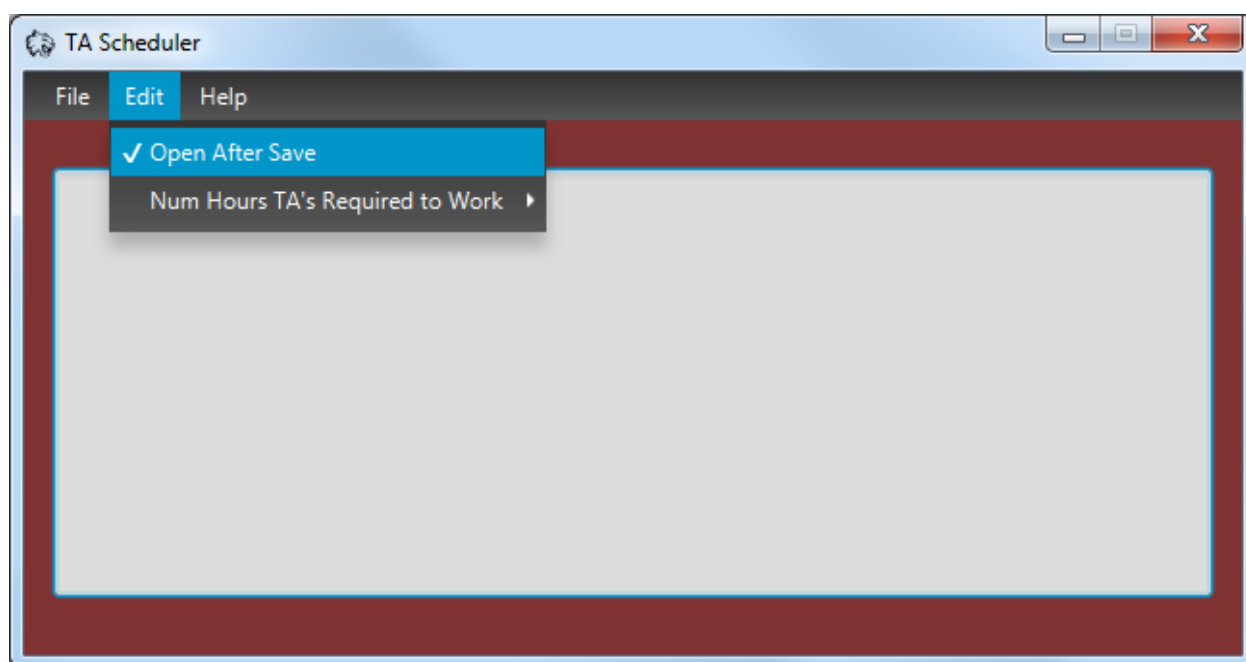 TA Scheduler
File Edit Help
✓ Open After Save
Num Hours TA's Required to Work